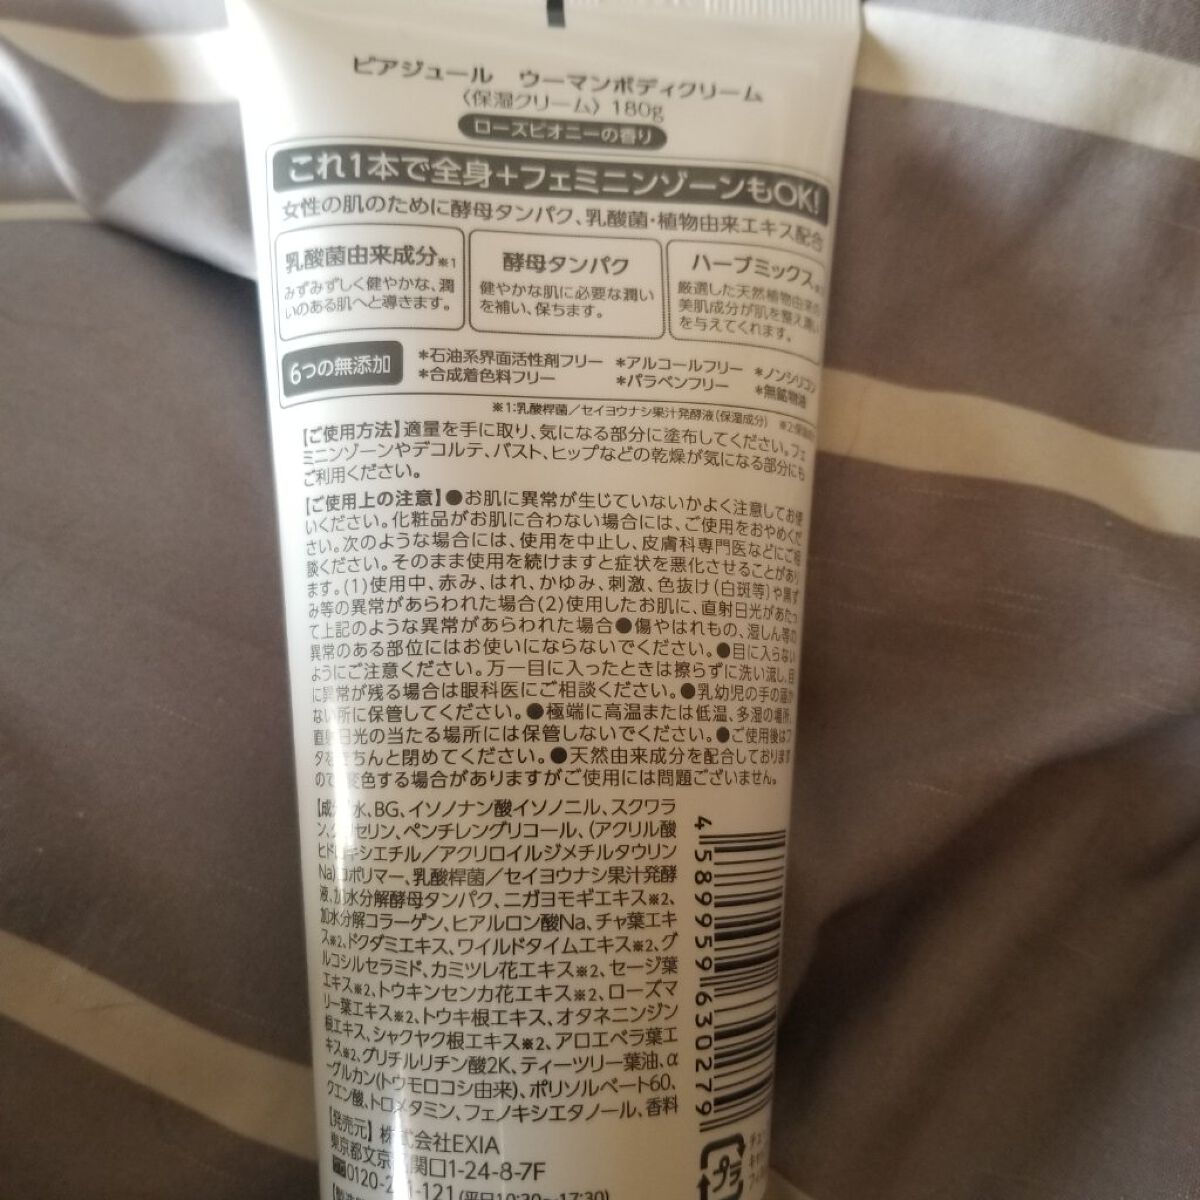 ピアジュール ウーマンボディクリーム
〈保湿クリーム〉180g
ローズピオニーの香り
これ1本で全身+フェミニンゾーンもOK!
女性の肌のために酵母タンパク、乳酸菌・植物由来エキス配合
乳酸菌由来成分※1
みずみずしく健やかな、潤
いのある肌へと導きます。
酵母タンパク
健やかな肌に必要な潤い
を補い、保ちます。
ハーブミックス
厳選した天然植物由来の
美肌成分が肌を整え潤い
を与えてくれます。
6つの無添加
*石油系界面活性剤フリー *アルコールフリー *ノンシリコン
*合成着色料フリー *パラベンフリー *無鉱物油
※1:乳酸桿菌/セイヨウナシ果汁発酵液(保湿成分) ※2:
【ご使用方法】適量を手に取り、気になる部分に塗布してください。フェ
ミニンゾーンやデコルテ、バスト、ヒップなどの乾燥が気になる部分にも
ご利用ください。
【ご使用上の注意】●お肌に異常が生じていないかよく注意してお使
いください。化粧品がお肌に合わない場合には、ご使用をおやめくだ
さい。次のような場合には、使用を中止し、皮膚科専門医などにご相
談ください。そのまま使用を続けますと症状を悪化させることがあり
ます。(1)使用中、赤み、はれ、かゆみ、刺激、色抜け(白斑等)や黒ず
み等の異常があらわれた場合(2)使用したお肌に、直射日光があたっ
て上記のような異常があらわれた場合●傷やはれもの、湿しん等の
異常のある部位にはお使いにならないでください。●目に入らない
ようにご注意ください。万一目に入ったときは擦らずに洗い流し、目
に異常が残る場合は眼科医にご相談ください。●乳幼児の手の届か
ない所に保管してください。●極端に高温または低温、多湿の場所、
直射日光の当たる場所には保管しないでください。●ご使用後はフ
タをきちんと閉めてください。●天然由来成分を配合しております
ので変色する場合がありますがご使用には問題ございません。
【成分】水、BG、イソノナン酸イソノニル、スクワラ
ン、グリセリン、ペンチレングリコール、(アクリル酸
ヒドロキシエチル/アクリロイルジメチルタウリン
Na)コポリマー、乳酸桿菌/セイヨウナシ果汁発酵
液、加水分解酵母タンパク、ニガヨモギエキス※2、
加水分解コラーゲン、ヒアルロン酸Na、チャ葉エキ
ス※2、ドクダミエキス、ワイルドタイムエキス※2、グ
ルコシルセラミド、カミツレ花エキス※2、セージ葉
エキス※2、トウキンセンカ花エキス※2、ローズマ
リー葉エキス※2、トウキ根エキス、オタネニンジン
根エキス、シャクヤク根エキス※2、アロエベラ葉エ
キス※2、グリチルリチン酸2K、ティーツリー葉油、α
-グルカン(トウモロコシ由来)、ポリソルベート60、
クエン酸、トロメタミン、フェノキシエタノール、香料
【発売元】株式会社EXIA
東京都文京区関口1-24-8-7F
0120-2 1-121(平日10:30~17:30)
4589959630279
プラ